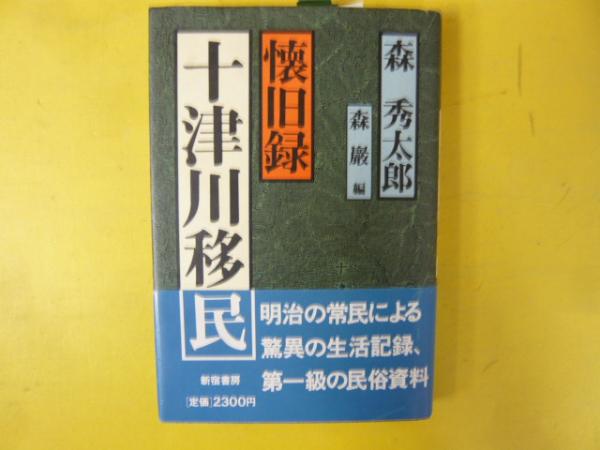 森 秀太郎
森 巖 編
懐旧録
十津川移民
明治の常民による
驚異の生活記録、
第一級の民俗資料
新宿書房
[定価]2300円